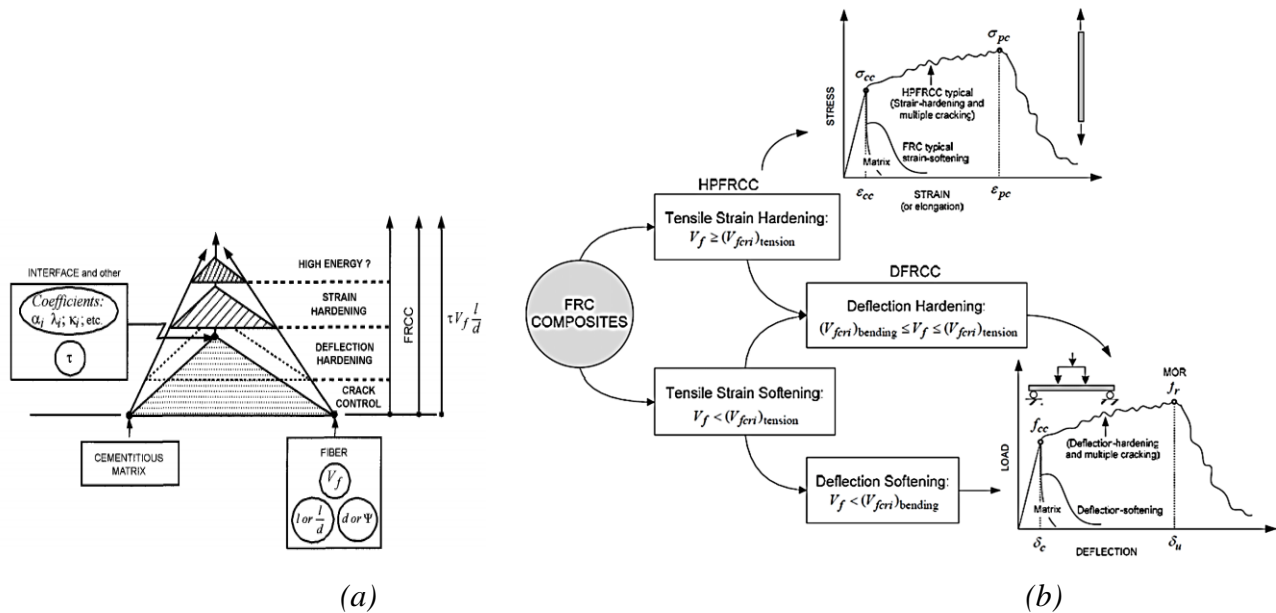 INTERFACE and other
Coefficients:
α_i λ_i; κ_i; etc.
τ
HIGH ENERGY ?
STRAIN
HARDENING
DEFLECTION
HARDENING
CRACK
CONTROL
FRCC
τV_f l/d
CEMENTITIOUS
MATRIX
FIBER
V_f
l or l/d
d or Ψ
(a)
FRC
COMPOSITES
HPFRCC
Tensile Strain Hardening:
V_f ≥ (V_fcri)_tension
DFRCC
Deflection Hardening:
(V_fcri)_bending ≤ V_f ≤ (V_fcri)_tension
Tensile Strain Softening:
V_f < (V_fcri)_tension
Deflection Softening:
V_f < (V_fcri)_bending
STRESS
σ_cc
σ_pc
HPFRCC typical
(Strain-hardening and
multiple cracking)
FRC typical
strain-softening
Matrix
ε_cc
STRAIN
(or elongation)
ε_pc
LOAD
f_cc
MOR
f_r
(Deflection-hardening
and multiple cracking)
Matrix
Deflection-softening
δ_c
DEFLECTION
δ_u
(b)